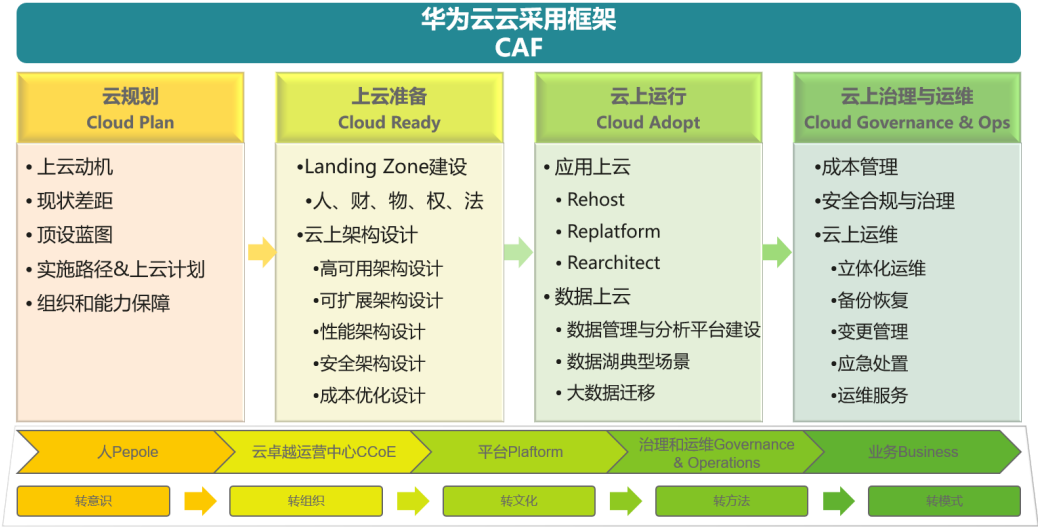 华为云云采用框架
CAF
云规划
Cloud Plan
• 上云动机
• 现状差距
• 顶设蓝图
• 实施路径&上云计划
• 组织和能力保障
上云准备
Cloud Ready
•Landing Zone建设
•人、财、物、权、法
•云上架构设计
•高可用架构设计
•可扩展架构设计
•性能架构设计
•安全架构设计
•成本优化设计
云上运行
Cloud Adopt
• 应用上云
• Rehost
• Replatform
• Rearchitect
• 数据上云
• 数据管理与分析平台建设
• 数据湖典型场景
• 大数据迁移
云上治理与运维
Cloud Governance & Ops
•成本管理
•安全合规与治理
•云上运维
•立体化运维
•备份恢复
•变更管理
•应急处置
•运维服务
人Pepole
云卓越运营中心CCoE
平台Plaftorm
治理和运维Governance
& Operations
业务Business
转意识
转组织
转文化
转方法
转模式